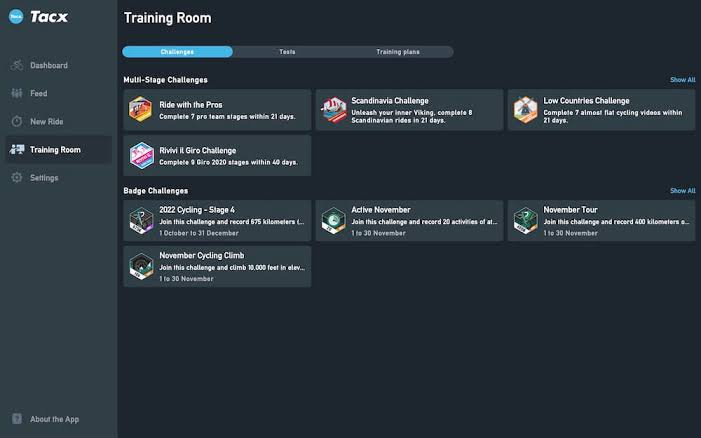 Tacx Tacx
Training Room
Challenges
Tests
Training plans
Dashboard
Feed
New Ride
Training Room
Settings
About the App
Multi-Stage Challenges
Show All
Ride with the Pros
Complete 7 pro team stages within 21 days.
Scandinavia Challenge
Unleash your inner Viking, complete 8
Scandinavian rides in 21 days.
Low Countries Challenge
Complete 7 almost flat cycling videos within
21 days.
Rivivi il Giro Challenge
Complete 9 Giro 2020 stages within 40 days.
Badge Challenges
Show All
2022 Cycling - Stage 4
Join this challenge and record 675 kilometers (...
1 October to 31 December
Active November
Join this challenge and record 20 activities of at...
1 to 30 November
November Tour
Join this challenge and record 400 kilometers o...
1 to 30 November
November Cycling Climb
Join this challenge and climb 10,000 feet in elev...
1 to 30 November